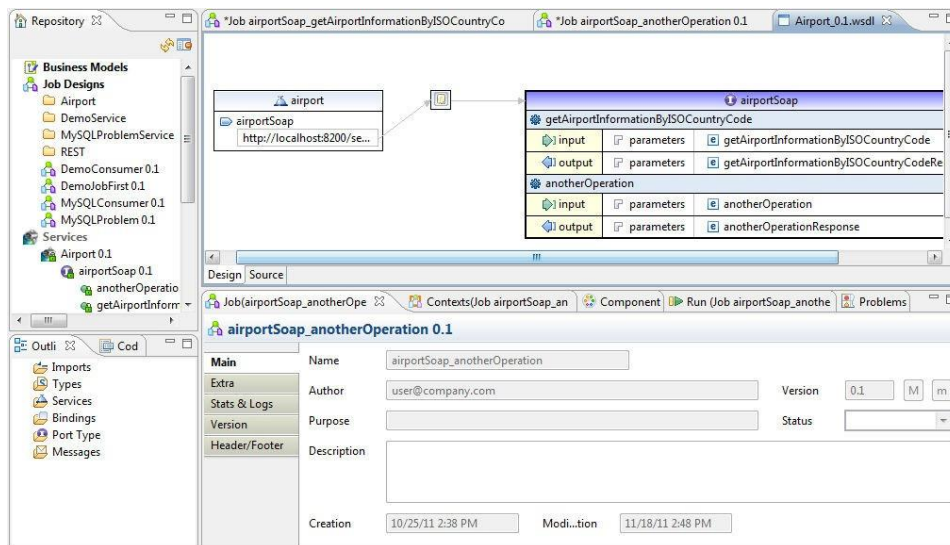 Repository
Business Models
Job Designs
Airport
DemoService
MySQLProblemService
REST
DemoConsumer 0.1
DemoJobFirst 0.1
MySQLConsumer 0.1
MySQLProblem 0.1
Services
Airport 0.1
airportSoap 0.1
anotherOperatio
getAirportInform
Outli Cod
Imports
Types
Services
Bindings
Port Type
Messages
*Job airportSoap_getAirportInformationByISOCountryCo *Job airportSoap_anotherOperation 0.1 Airport_0.1.wsdl
airport
airportSoap
http://localhost:8200/se...
airportSoap
getAirportInformationByISOCountryCode
input parameters getAirportInformationByISOCountryCode
output parameters getAirportInformationByISOCountryCodeRe
anotherOperation
input parameters anotherOperation
output parameters anotherOperationResponse
Design Source
Job(airportSoap_anotherOpe Contexts(Job airportSoap_an Component Run (Job airportSoap_anothe Problems
airportSoap_anotherOperation 0.1
Main
Extra
Stats & Logs
Version
Header/Footer
Name airportSoap_anotherOperation
Author user@company.com Version 0.1 M m
Purpose Status
Description
Creation 10/25/11 2:38 PM Modi...tion 11/18/11 2:48 PM